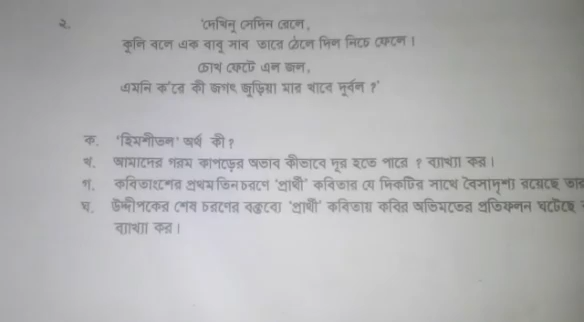 ২. 'দেখিনু সেদিন রেলে,
কুলি বলে এক বাবু সাব তারে ঠেলে দিল নিচে ফেলে।
চোখ ফেটে এল জল,
এমনি ক'রে কী জগৎ জুড়িয়া মার খাবে দুর্বল ?'
ক. 'হিমশীতল' অর্থ কী?
খ. আমাদের গরম কাপড়ের অভাব কীভাবে দূর হতে পারে ? ব্যাখ্যা কর।
গ. কবিতাংশের প্রথম তিন চরণে 'প্রার্থী' কবিতার যে দিকটির সাথে বৈসাদৃশ্য রয়েছে
ঘ. উদ্দীপকের শেষ চরণের বক্তব্যে 'প্রার্থী' কবিতায় কবির অভিমতের প্রতিফলন ঘটেছে
ব্যাখ্যা কর।